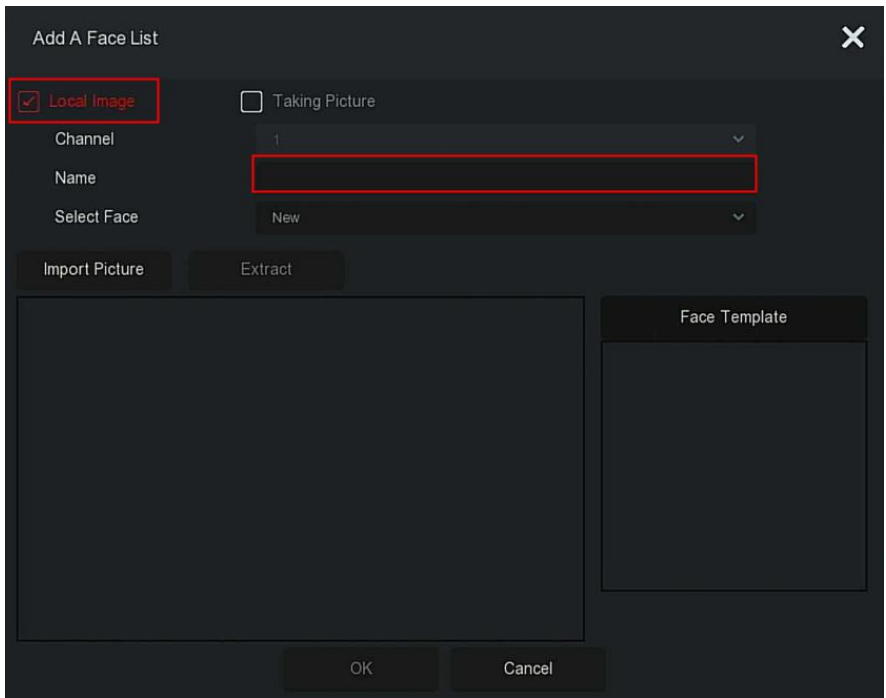 Add A Face List
Local Image
Taking Picture
Channel
1
Name
Select Face
New
Import Picture
Extract
Face Template
OK
Cancel